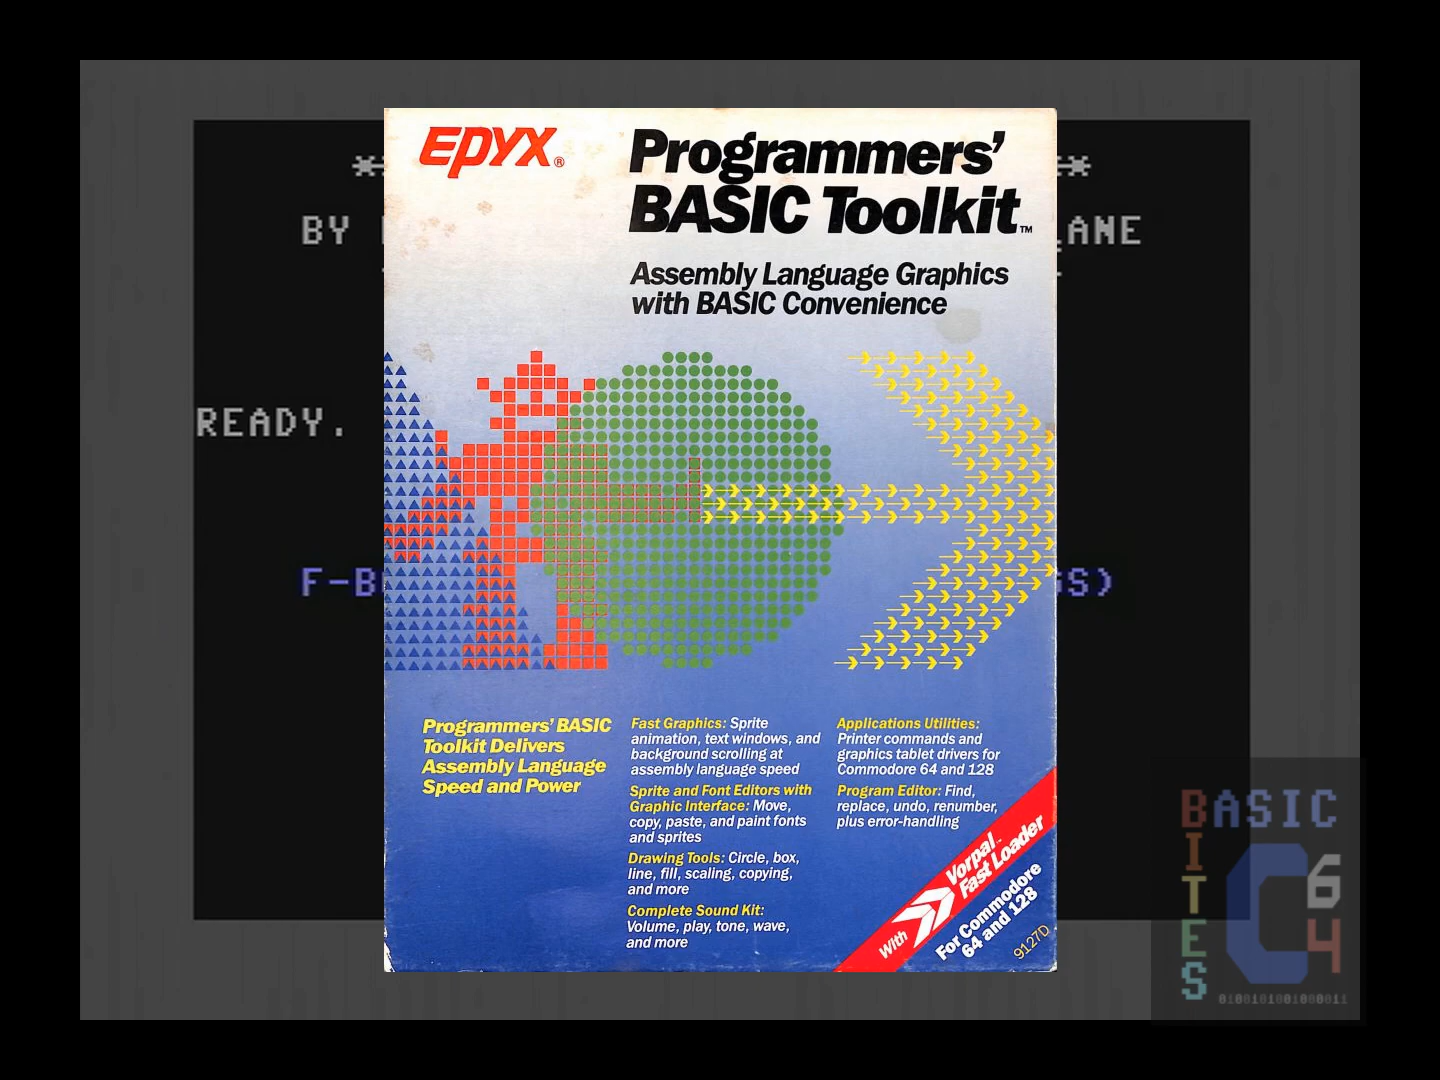 EPYX®
Programmers'
BASIC Toolkit™
Assembly Language Graphics
with BASIC Convenience
BY
LANE
READY.
F-B
GS)
Programmers' BASIC
Toolkit Delivers
Assembly Language
Speed and Power
Fast Graphics: Sprite
animation, text windows, and
background scrolling at
assembly language speed
Sprite and Font Editors with
Graphic Interface: Move,
copy, paste, and paint fonts
and sprites
Drawing Tools: Circle, box,
line, fill, scaling, copying,
and more
Complete Sound Kit:
Volume, play, tone, wave,
and more
Applications Utilities:
Printer commands and
graphics tablet drivers for
Commodore 64 and 128
Program Editor: Find,
replace, undo, renumber,
plus error-handling
With Vorpal™
Fast Loader
For Commodore
64 and 128
9127D
BASIC
BITES
C64
0100101001000011